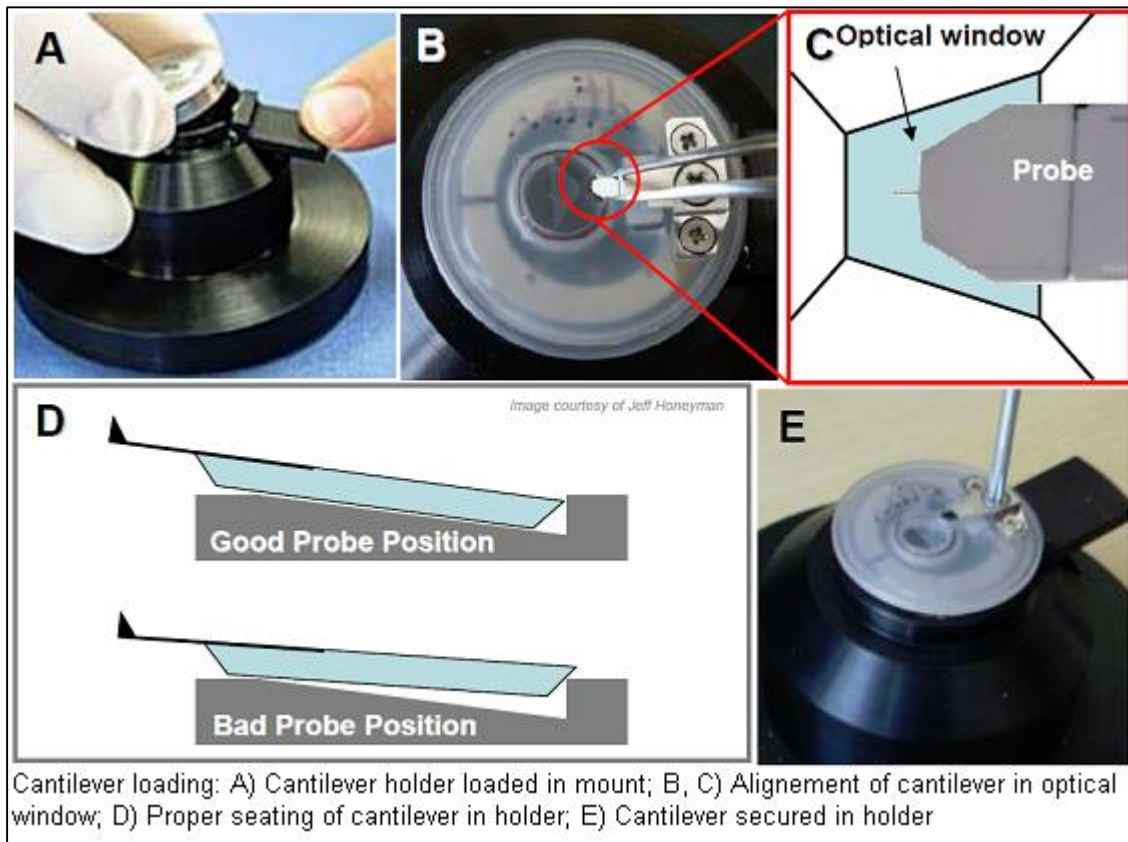 A
B
C
Optical window
Probe
D
Image courtesy of Jeff Honeyman
Good Probe Position
Bad Probe Position
E
Cantilever loading: A) Cantilever holder loaded in mount; B, C) Alignement of cantilever in optical
window; D) Proper seating of cantilever in holder; E) Cantilever secured in holder